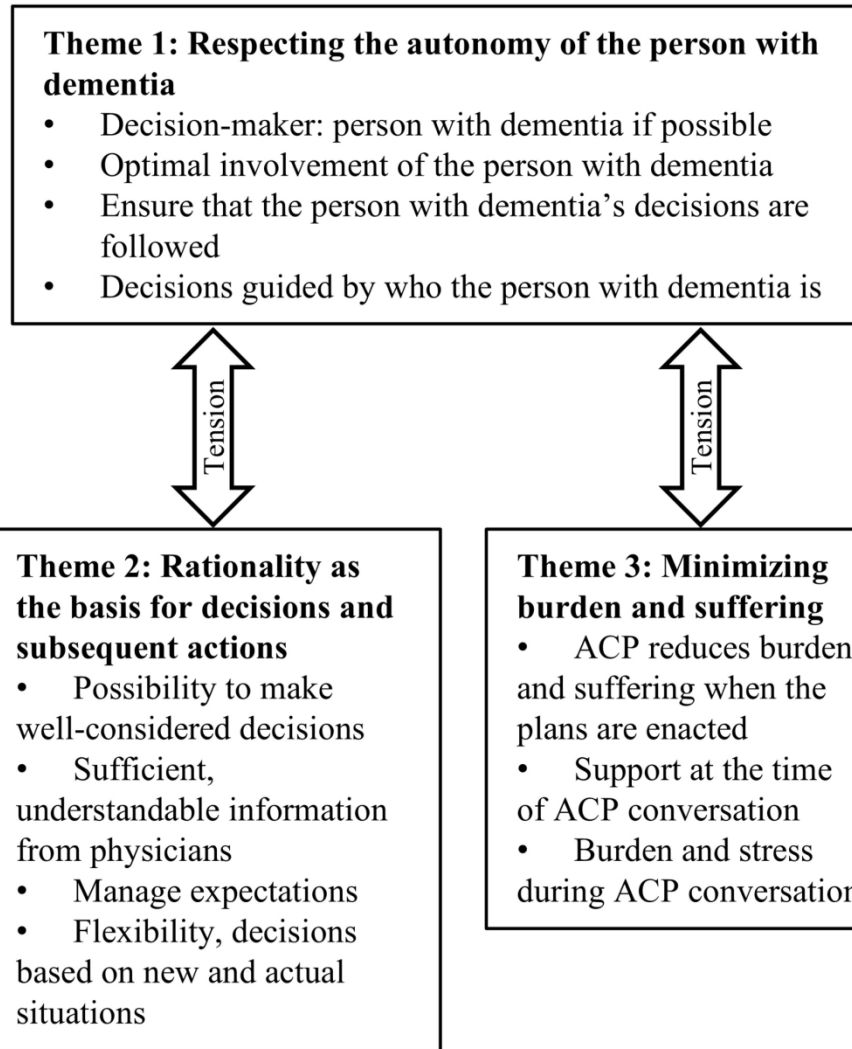 Theme 1: Respecting the autonomy of the person with
dementia
• Decision-maker: person with dementia if possible
• Optimal involvement of the person with dementia
• Ensure that the person with dementia’s decisions are
followed
• Decisions guided by who the person with dementia is
Tension
Tension
Theme 2: Rationality as
the basis for decisions and
subsequent actions
• Possibility to make
well-considered decisions
• Sufficient,
understandable information
from physicians
• Manage expectations
• Flexibility, decisions
based on new and actual
situations
Theme 3: Minimizing
burden and suffering
• ACP reduces burden
and suffering when the
plans are enacted
• Support at the time
of ACP conversation
• Burden and stress
during ACP conversation